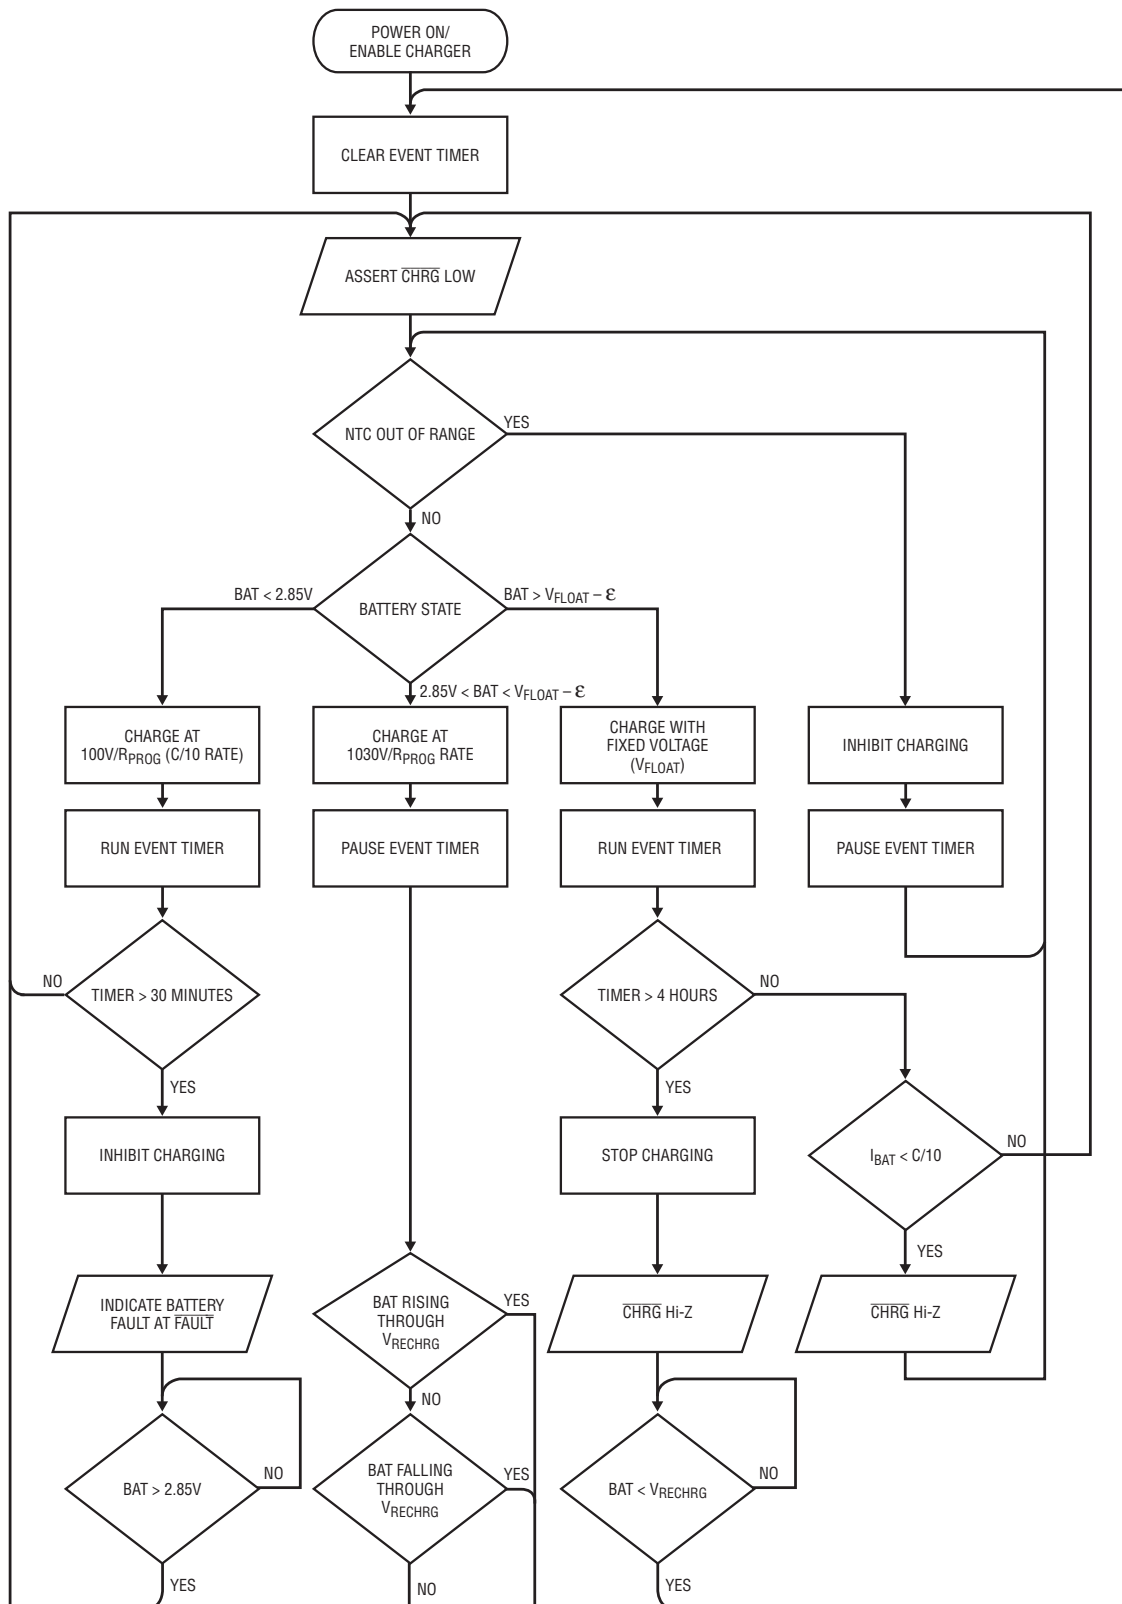 POWER ON/
ENABLE CHARGER
CLEAR EVENT TIMER
ASSERT CHRG LOW
NTC OUT OF RANGE
YES
NO
BATTERY STATE
BAT < 2.85V
BAT > VFLOAT – ε
2.85V < BAT < VFLOAT – ε
CHARGE AT
100V/RPROG (C/10 RATE)
CHARGE AT
1030V/RPROG RATE
CHARGE WITH
FIXED VOLTAGE
(VFLOAT)
INHIBIT CHARGING
RUN EVENT TIMER
PAUSE EVENT TIMER
RUN EVENT TIMER
PAUSE EVENT TIMER
NO
TIMER > 30 MINUTES
YES
TIMER > 4 HOURS
NO
YES
INHIBIT CHARGING
STOP CHARGING
IBAT < C/10
NO
YES
INDICATE BATTERY
FAULT AT FAULT
BAT RISING
THROUGH
VRECHRG
YES
NO
CHRG Hi-Z
CHRG Hi-Z
BAT > 2.85V
NO
YES
BAT FALLING
THROUGH
VRECHRG
YES
NO
BAT < VRECHRG
NO
YES